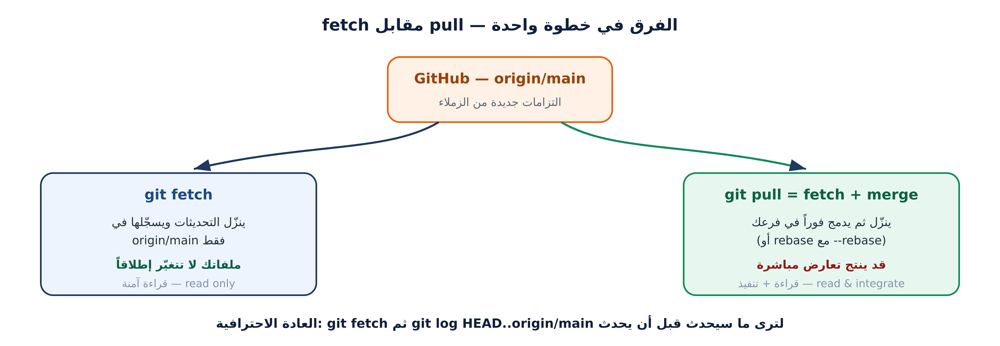 fetch مقابل pull — الفرق في خطوة واحدة
GitHub — origin/main
التزامات جديدة من الزملاء
git fetch
ينزّل التحديثات ويسجّلها في
origin/main فقط
ملفاتك لا تتغيّر إطلاقاً
قراءة آمنة — read only
git pull = fetch + merge
ينزّل ثم يدمج فوراً في فرعك
(أو rebase مع --rebase)
قد ينتج تعارض مباشرة
قراءة + تنفيذ — read & integrate
العادة الاحترافية: git fetch ثم git log HEAD..origin/main لترى ما سيحدث قبل أن يحدث